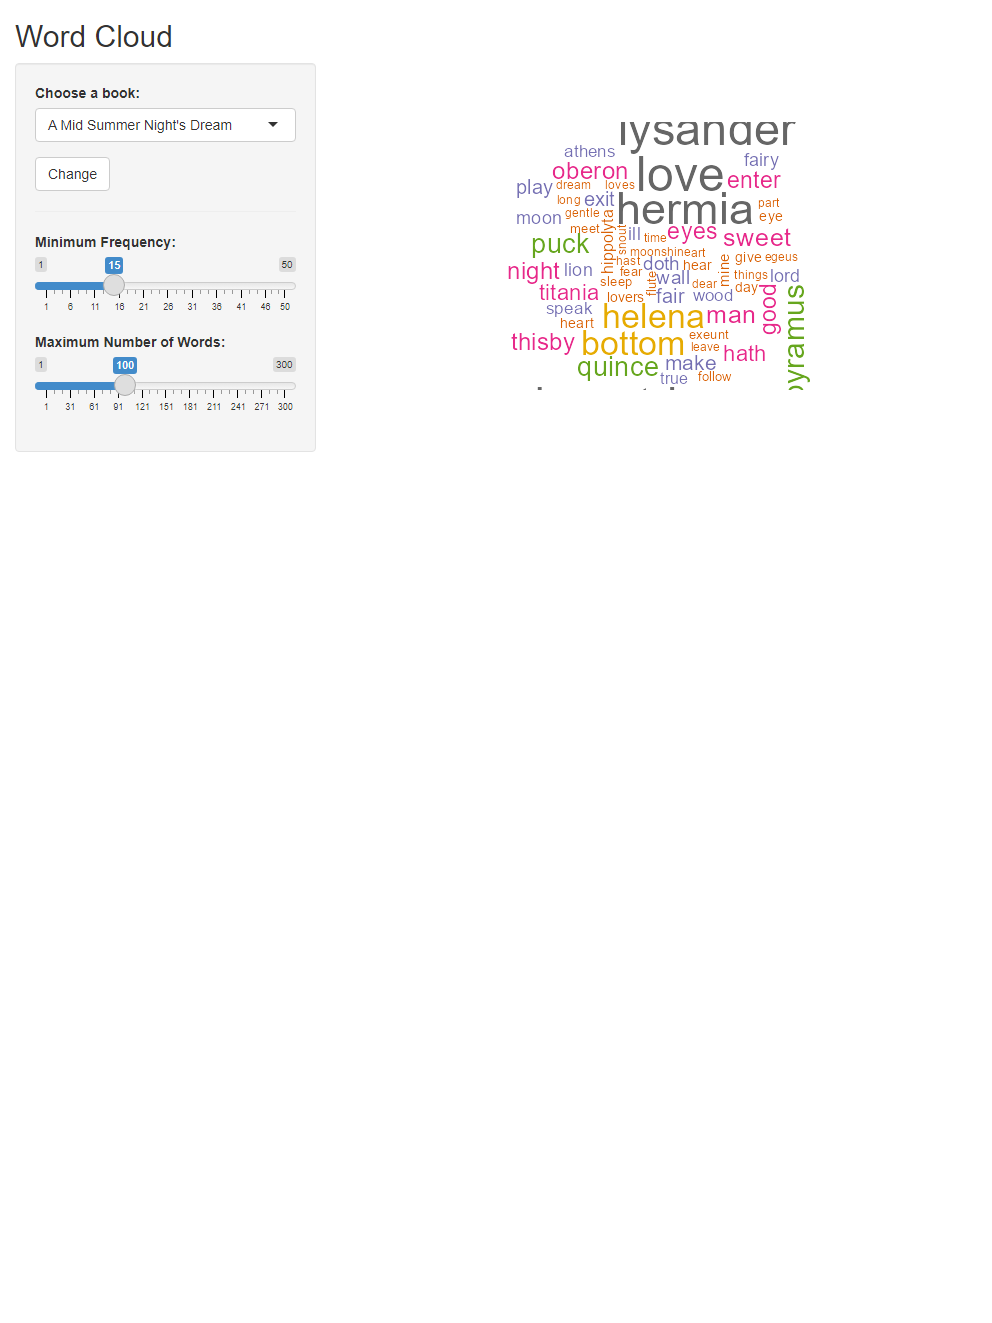 Word Cloud
Choose a book:
A Mid Summer Night's Dream
Change
Minimum Frequency:
1 15 50
1 6 11 16 21 26 31 36 41 46 50
Maximum Number of Words:
1 100 300
1 31 61 91 121 151 181 211 241 271 300
lysander
athens
fairy
oberon
love
enter
play
dream
loves
long
exit
hermia
part
moon
gentle
eye
meet
hippolyta
snout
ill
time
eyes
sweet
puck
moonshine
art
give
egeus
night
lion
hast
fear
doth
hear
mine
things
lord
sleep
flute
wall
dear
day
titania
lovers
fair
wood
good
pyramus
speak
heart
helena
man
thisby
bottom
exeunt
leave
hath
quince
make
true
follow